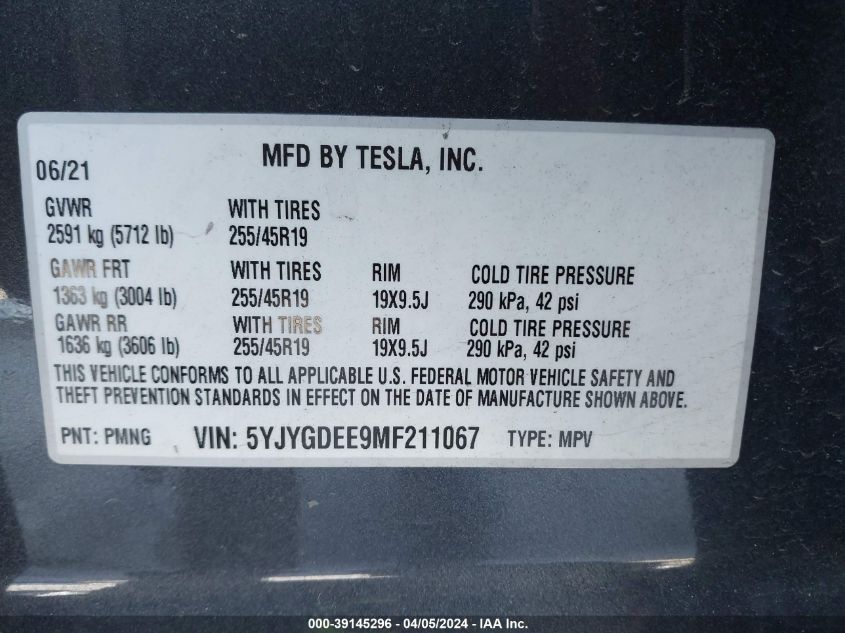 MFD BY TESLA, INC.
06/21
GVWR WITH TIRES
2591 kg (5712 lb) 255/45R19
GAWR FRT WITH TIRES RIM COLD TIRE PRESSURE
1363 kg (3004 lb) 255/45R19 19X9.5J 290 kPa, 42 psi
GAWR RR WITH TIRES RIM COLD TIRE PRESSURE
1636 kg (3606 lb) 255/45R19 19X9.5J 290 kPa, 42 psi
THIS VEHICLE CONFORMS TO ALL APPLICABLE U.S. FEDERAL MOTOR VEHICLE SAFETY AND
THEFT PREVENTION STANDARDS IN EFFECT ON THE DATE OF MANUFACTURE SHOWN ABOVE.
PNT: PMNG VIN: 5YJYGDEE9MF211067 TYPE: MPV
000-39145296 - 04/05/2024 - IAA Inc.